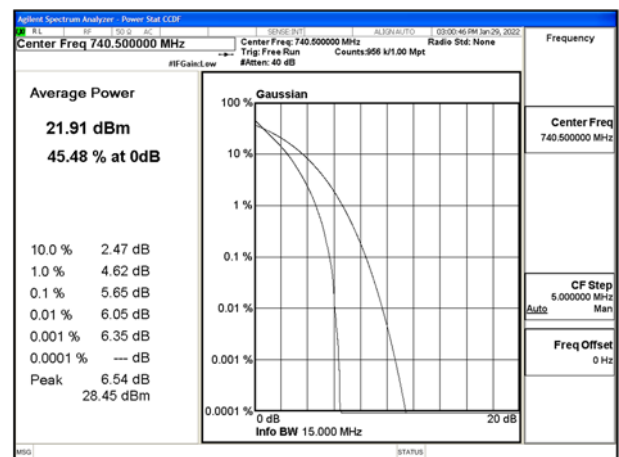 Agilent Spectrum Analyzer - Power Stat CCDF
RL RF 50 Ω AC SENSE:INT ALIGN AUTO 03:00:46 PM Jan 29, 2022
Center Freq 740.500000 MHz
#IFGain:Low
Center Freq: 740.500000 MHz
Trig: Free Run Counts:956 k/1.00 Mpt
#Atten: 40 dB
Radio Std: None
Frequency
Average Power
21.91 dBm
45.48 % at 0dB
10.0 % 2.47 dB
1.0 % 4.62 dB
0.1 % 5.65 dB
0.01 % 6.05 dB
0.001 % 6.35 dB
0.0001 % --- dB
Peak 6.54 dB
28.45 dBm
Gaussian
100 %
10 %
1 %
0.1 %
0.01 %
0.001 %
0.0001 %
0 dB 20 dB
Info BW 15.000 MHz
Center Freq
740.500000 MHz
CF Step
5.000000 MHz
Auto Man
Freq Offset
0 Hz
MSG STATUS